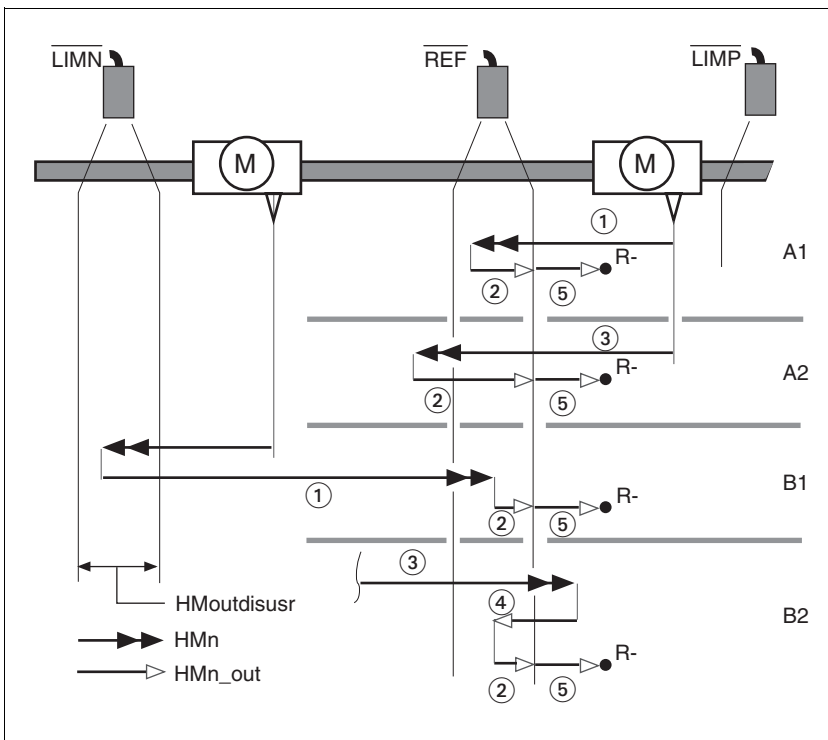 LIMN REF LIMP
M M
① A1
R-
② ⑤
③
R- A2
② ⑤
① B1
R-
② ⑤
③
HMoutdisusr ④ B2
HMn R-
HMn_out
② ⑤